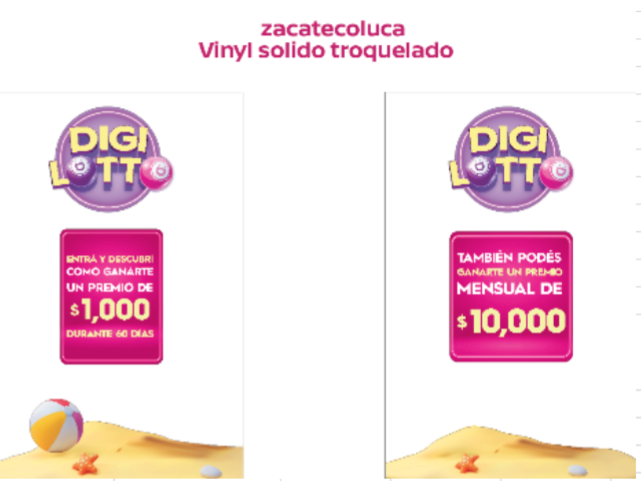 zacatecoluca
Vinyl solido troquelado
DIGI
LOTTO
ENTRÁ Y DESCUBRÍ
COMO GANARTE
UN PREMIO DE
$1,000
DURANTE 60 DÍAS
DIGI
LOTTO
TAMBIÉN PODÉS
GANARTE UN PREMIO
MENSUAL DE
$10,000